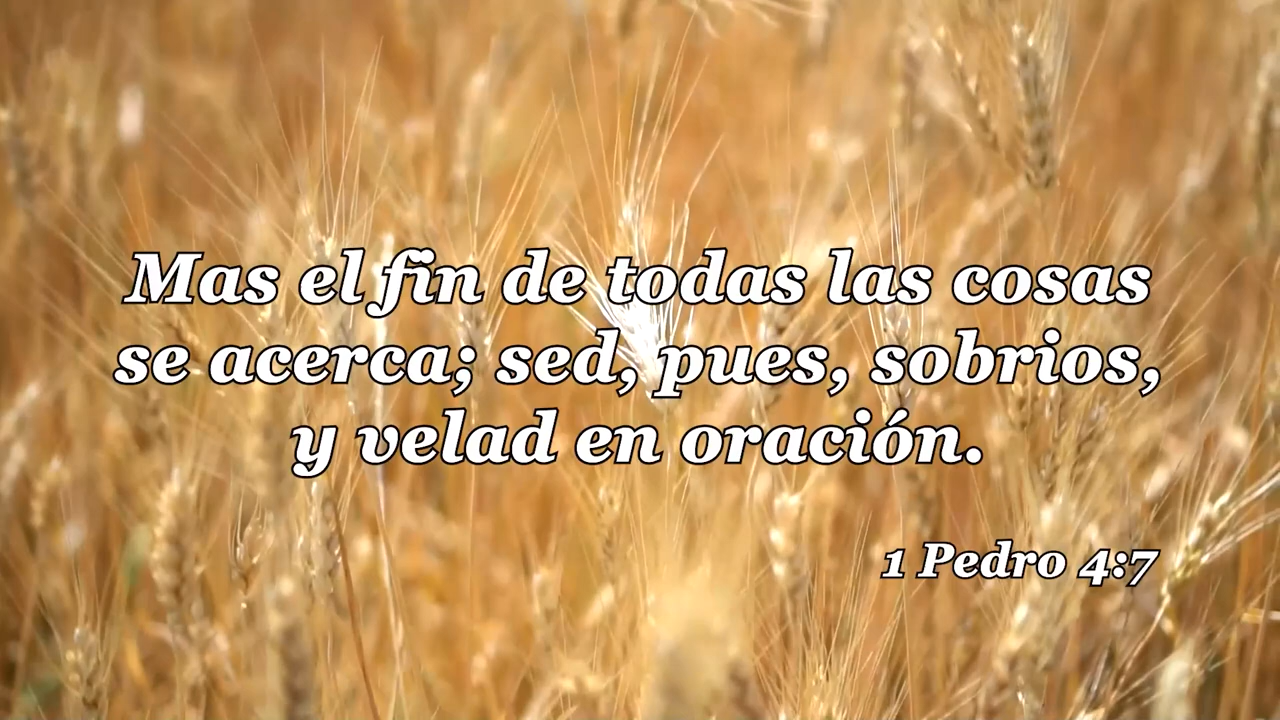 Mas el fin de todas las cosas
se acerca; sed, pues, sobrios,
y velad en oración.
1 Pedro 4:7